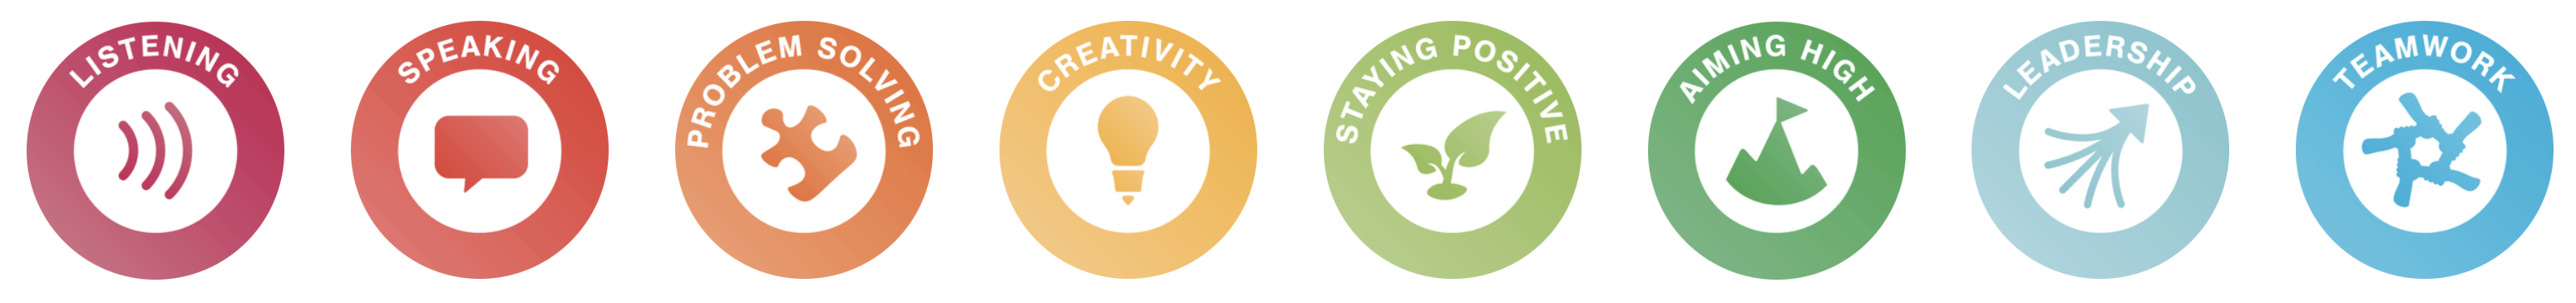 LISTENING
SPEAKING
PROBLEM SOLVING
CREATIVITY
STAYING POSITIVE
AIMING HIGH
LEADERSHIP
TEAMWORK